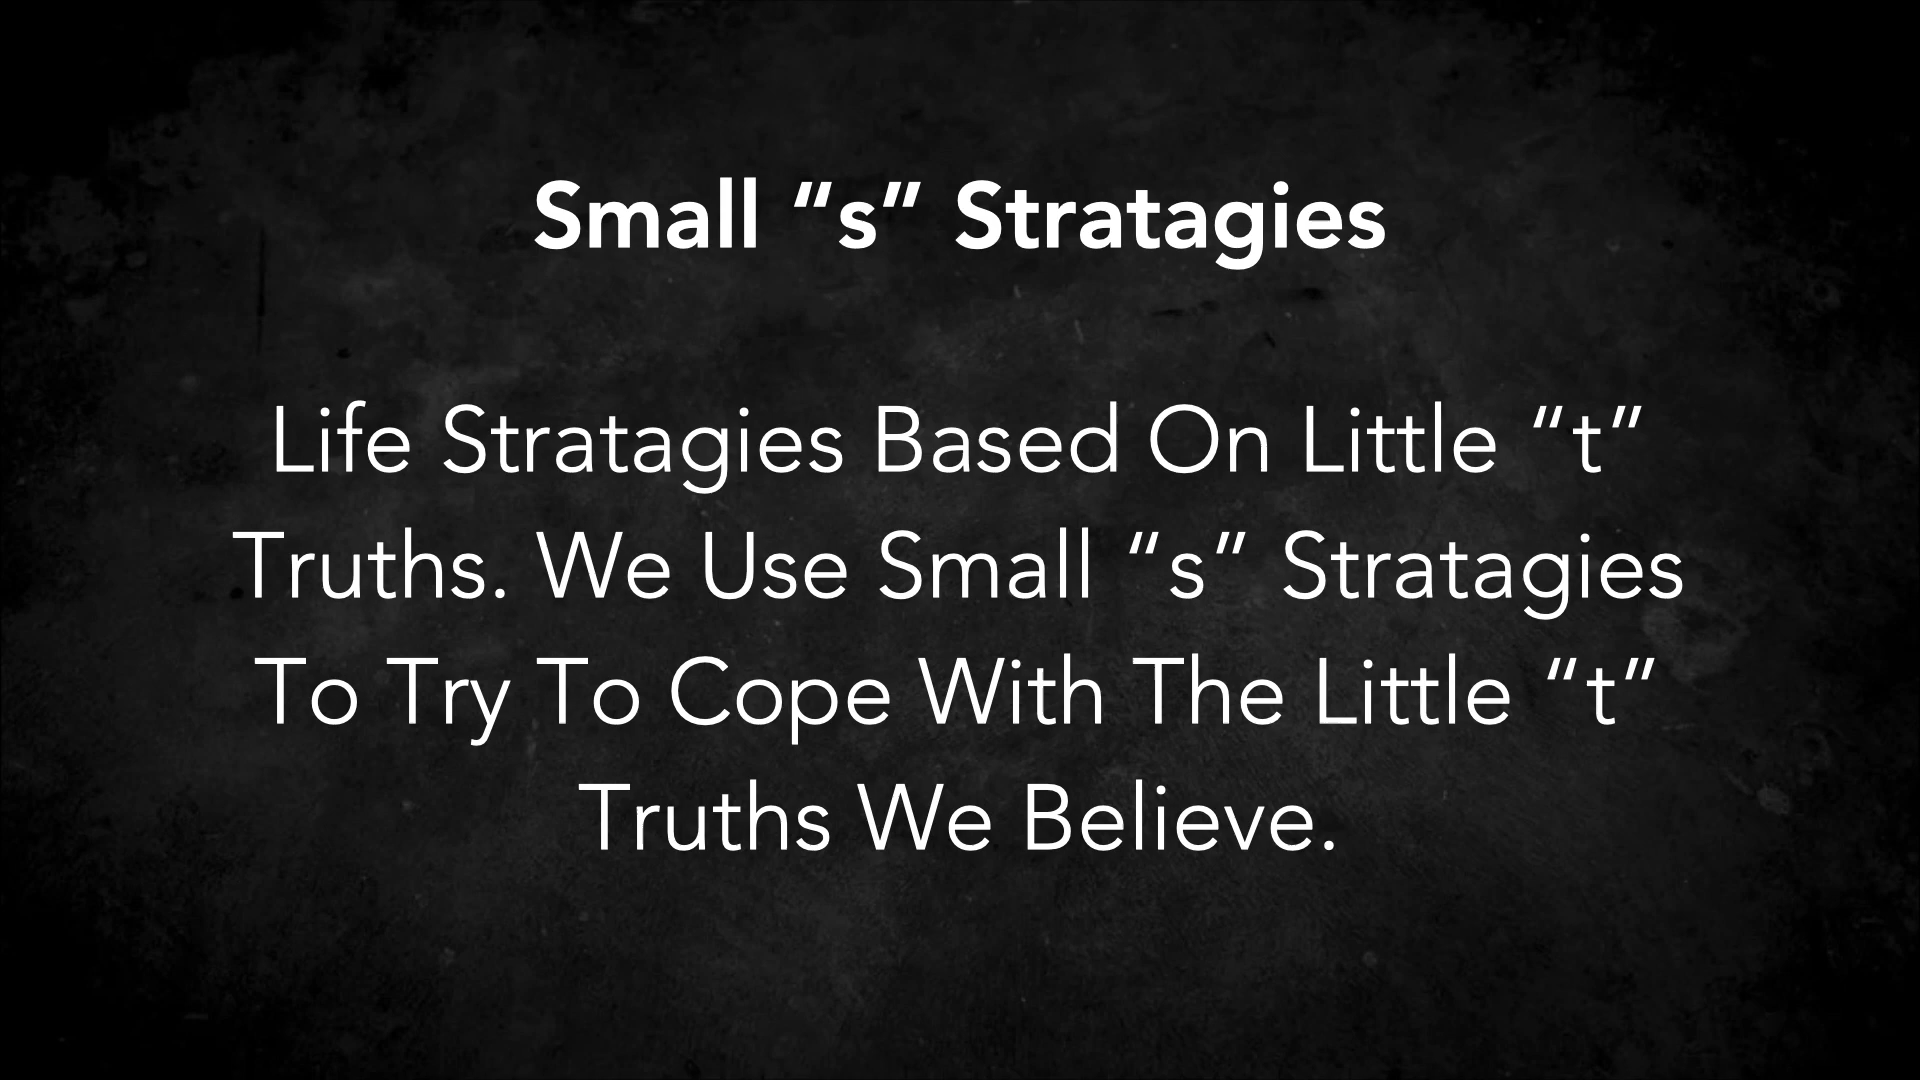 Small “s” Stratagies
Life Stratagies Based On Little “t”
Truths. We Use Small “s” Stratagies
To Try To Cope With The Little “t”
Truths We Believe.